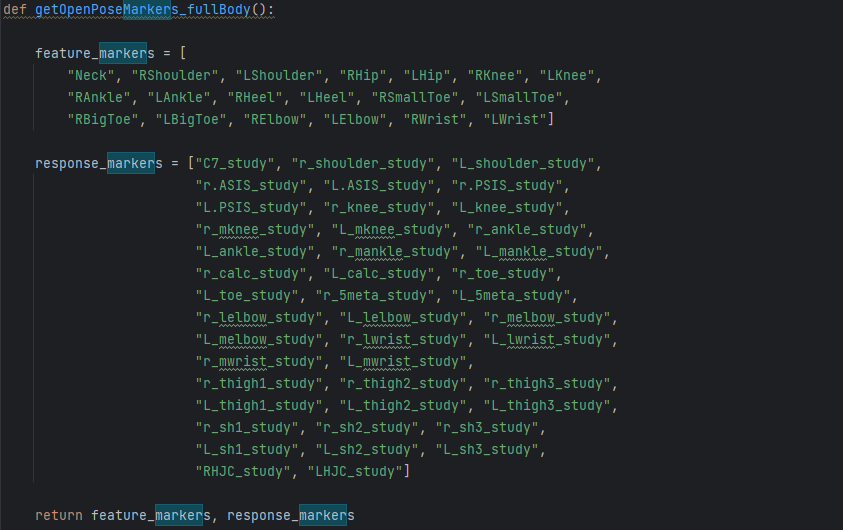 def getOpenPoseMarkers_fullBody():
feature_markers = [
"Neck", "RShoulder", "LShoulder", "RHip", "LHip", "RKnee", "LKnee",
"RAnkle", "LAnkle", "RHeel", "LHeel", "RSmallToe", "LSmallToe",
"RBigToe", "LBigToe", "RElbow", "LElbow", "RWrist", "LWrist"]
response_markers = ["C7_study", "r_shoulder_study", "L_shoulder_study",
"r.ASIS_study", "L.ASIS_study", "r.PSIS_study",
"L.PSIS_study", "r_knee_study", "L_knee_study",
"r_mknee_study", "L_mknee_study", "r_ankle_study",
"L_ankle_study", "r_mankle_study", "L_mankle_study",
"r_calc_study", "L_calc_study", "r_toe_study",
"L_toe_study", "r_5meta_study", "L_5meta_study",
"r_lelbow_study", "L_lelbow_study", "r_melbow_study",
"L_melbow_study", "r_lwrist_study", "L_lwrist_study",
"r_mwrist_study", "L_mwrist_study",
"r_thigh1_study", "r_thigh2_study", "r_thigh3_study",
"L_thigh1_study", "L_thigh2_study", "L_thigh3_study",
"r_sh1_study", "r_sh2_study", "r_sh3_study",
"L_sh1_study", "L_sh2_study", "L_sh3_study",
"RHJC_study", "LHJC_study"]
return feature_markers, response_markers